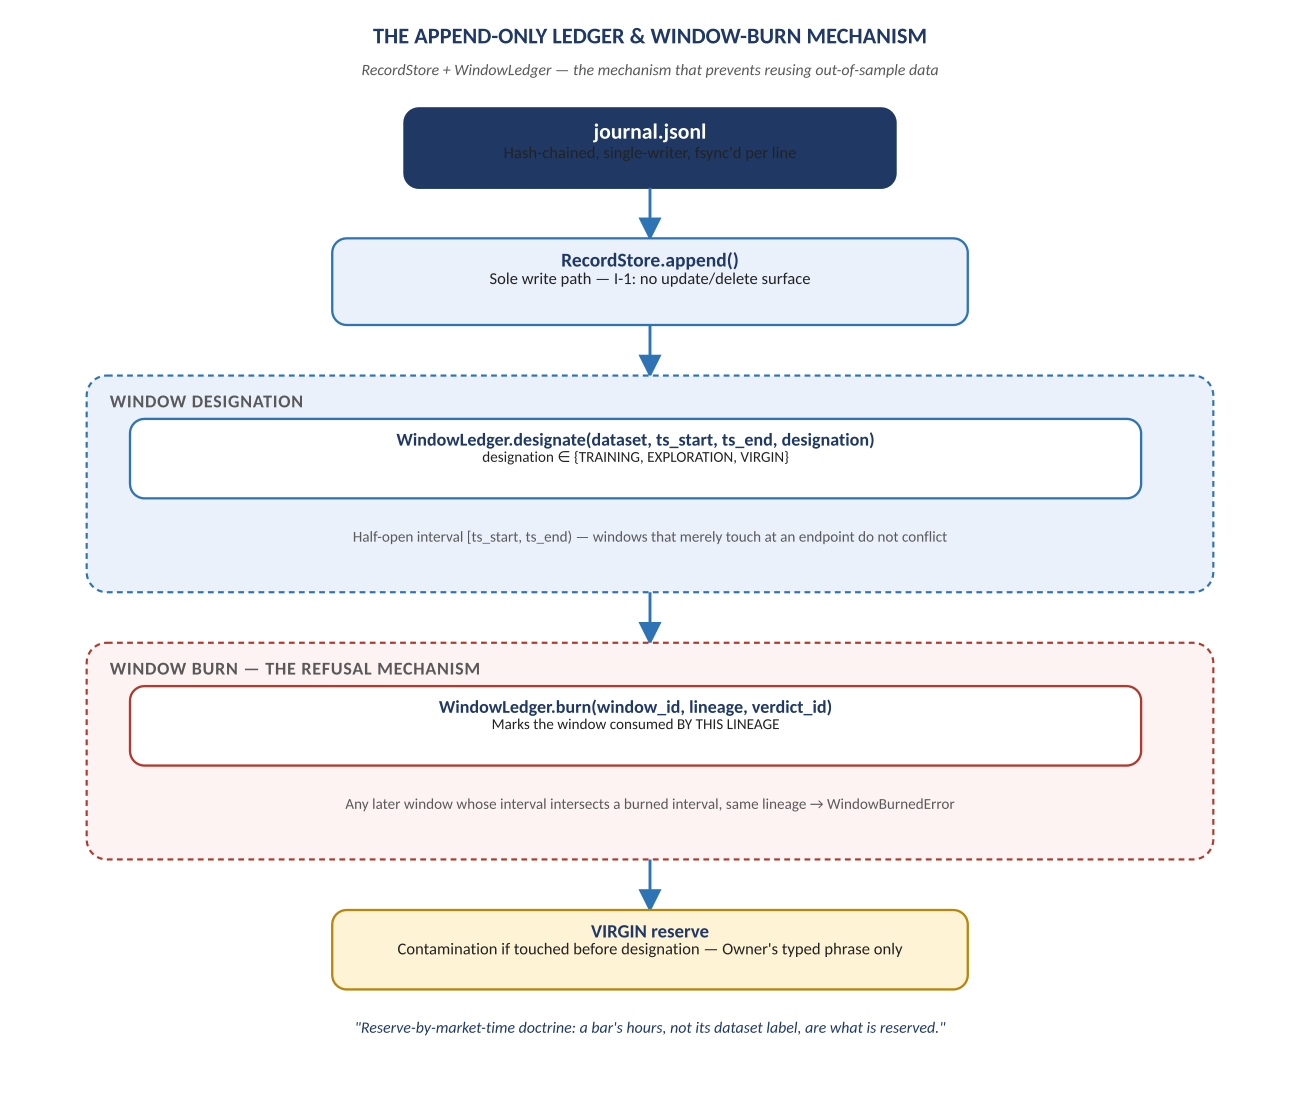 THE APPEND-ONLY LEDGER & WINDOW-BURN MECHANISM
RecordStore + WindowLedger — the mechanism that prevents reusing out-of-sample data
journal.jsonl
Hash-chained, single-writer, fsync'd per line
RecordStore.append()
Sole write path — I-1: no update/delete surface
WINDOW DESIGNATION
WindowLedger.designate(dataset, ts_start, ts_end, designation)
designation ∈ {TRAINING, EXPLORATION, VIRGIN}
Half-open interval [ts_start, ts_end) — windows that merely touch at an endpoint do not conflict
WINDOW BURN — THE REFUSAL MECHANISM
WindowLedger.burn(window_id, lineage, verdict_id)
Marks the window consumed BY THIS LINEAGE
Any later window whose interval intersects a burned interval, same lineage → WindowBurnedError
VIRGIN reserve
Contamination if touched before designation — Owner's typed phrase only
"Reserve-by-market-time doctrine: a bar's hours, not its dataset label, are what is reserved."